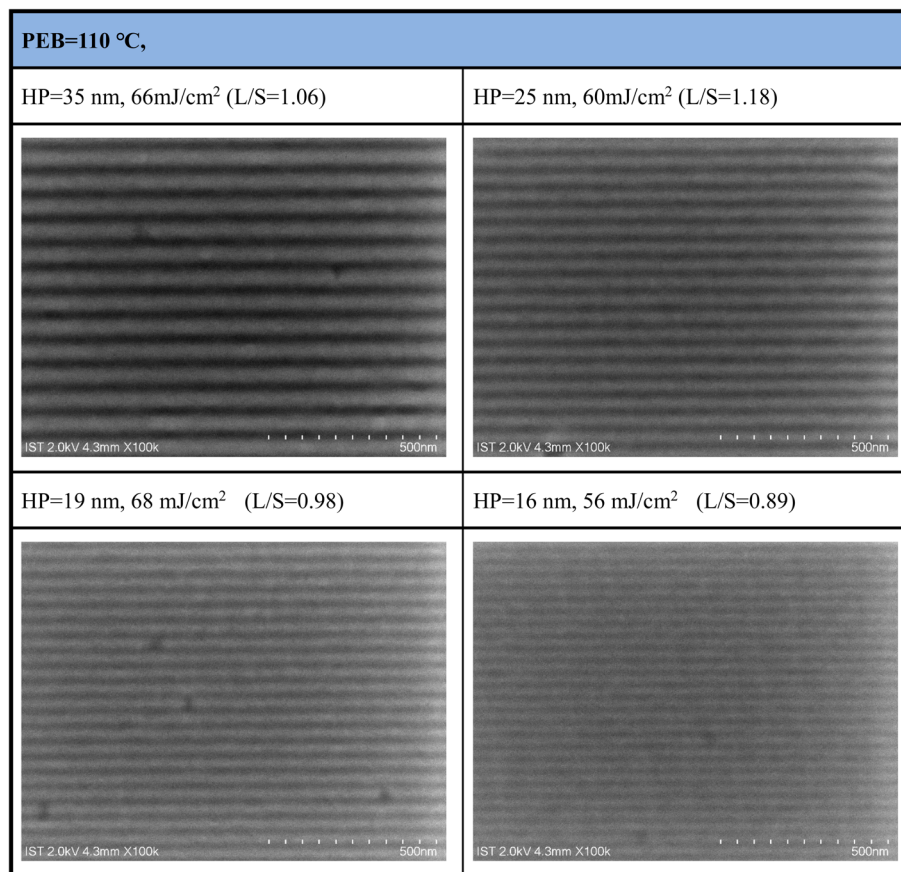 PEB=110 ℃,
HP=35 nm, 66mJ/cm² (L/S=1.06)
HP=25 nm, 60mJ/cm² (L/S=1.18)
IST 2.0kV 4.3mm X100k
500nm
IST 2.0kV 4.3mm X100k
500nm
HP=19 nm, 68 mJ/cm² (L/S=0.98)
HP=16 nm, 56 mJ/cm² (L/S=0.89)
IST 2.0kV 4.3mm X100k
500nm
IST 2.0kV 4.3mm X100k
500nm